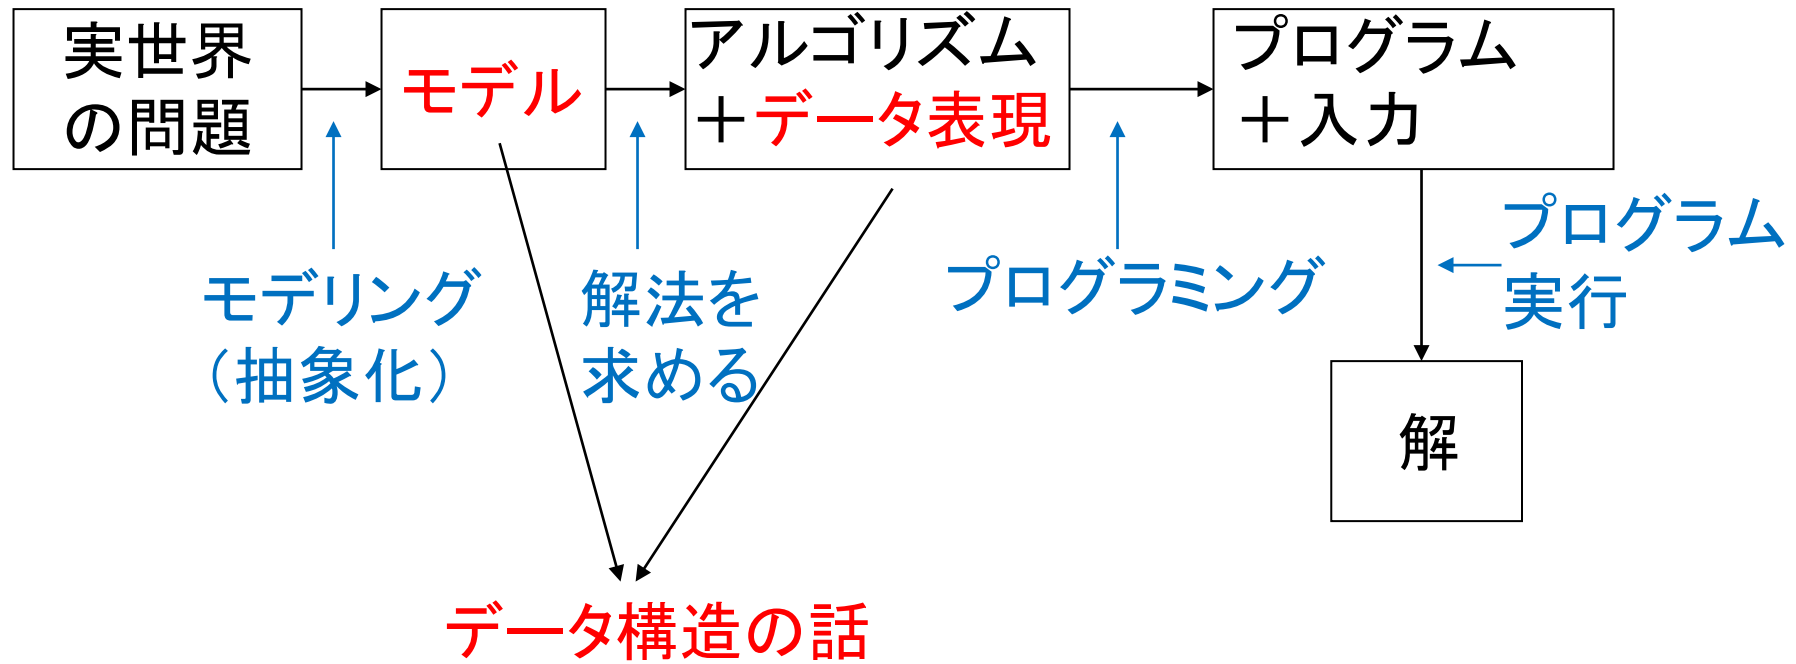 実世界
の問題
モデル
アルゴリズム
＋データ表現
プログラム
＋入力
モデリング
（抽象化）
解法を
求める
プログラミング
プログラム
実行
解
データ構造の話